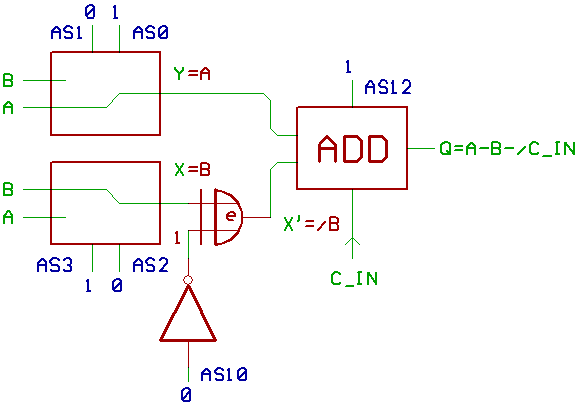 0 1
AS1 AS0
B
A
Y=A
1
AS12
ADD
Q=A-B-/C_IN
B
A
X=B
e
1
X'=/B
C_IN
AS3 AS2
1 0
AS10
0